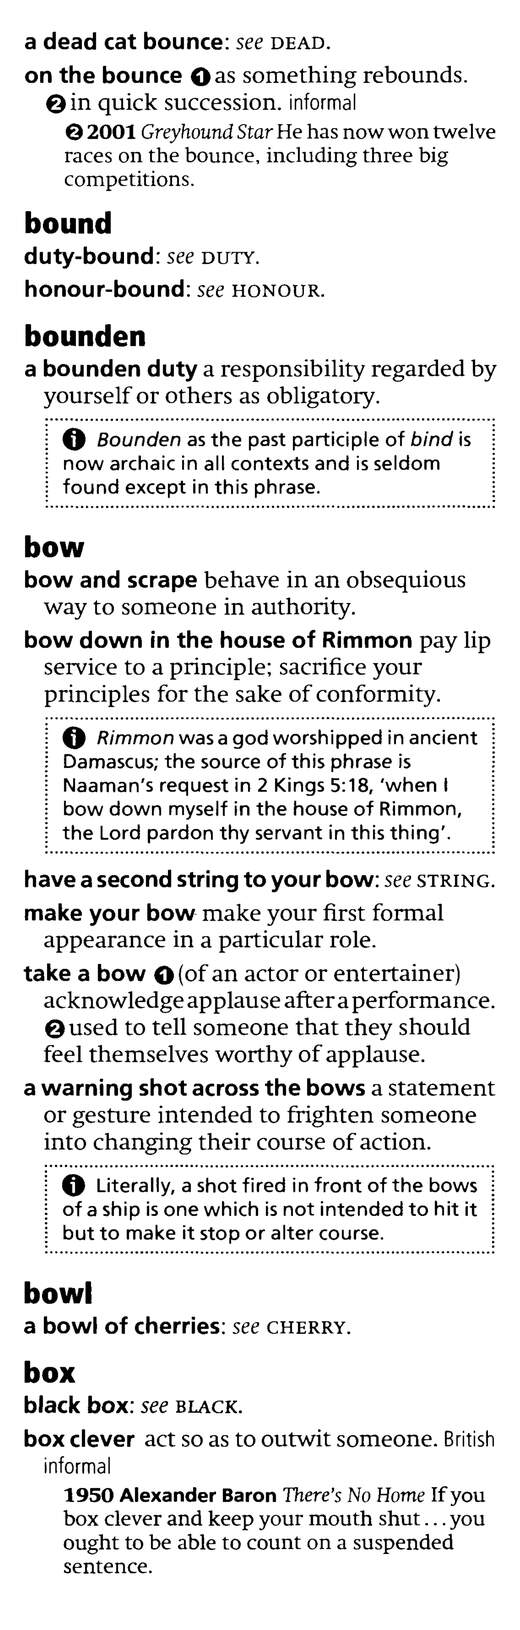 a dead cat bounce: see DEAD.
on the bounce ❶ as something rebounds.
❷ in quick succession. informal
❷ 2001 Greyhound Star He has now won twelve
races on the bounce, including three big
competitions.
bound
duty-bound: see DUTY.
honour-bound: see HONOUR.
bounden
a bounden duty a responsibility regarded by
yourself or others as obligatory.
ℹ Bounden as the past participle of bind is
now archaic in all contexts and is seldom
found except in this phrase.
bow
bow and scrape behave in an obsequious
way to someone in authority.
bow down in the house of Rimmon pay lip
service to a principle; sacrifice your
principles for the sake of conformity.
ℹ Rimmon was a god worshipped in ancient
Damascus; the source of this phrase is
Naaman's request in 2 Kings 5:18, 'when I
bow down myself in the house of Rimmon,
the Lord pardon thy servant in this thing'.
have a second string to your bow: see STRING.
make your bow make your first formal
appearance in a particular role.
take a bow ❶ (of an actor or entertainer)
acknowledge applause after a performance.
❷ used to tell someone that they should
feel themselves worthy of applause.
a warning shot across the bows a statement
or gesture intended to frighten someone
into changing their course of action.
ℹ Literally, a shot fired in front of the bows
of a ship is one which is not intended to hit it
but to make it stop or alter course.
bowl
a bowl of cherries: see CHERRY.
box
black box: see BLACK.
box clever act so as to outwit someone. British
informal
1950 Alexander Baron There's No Home If you
box clever and keep your mouth shut...you
ought to be able to count on a suspended
sentence.